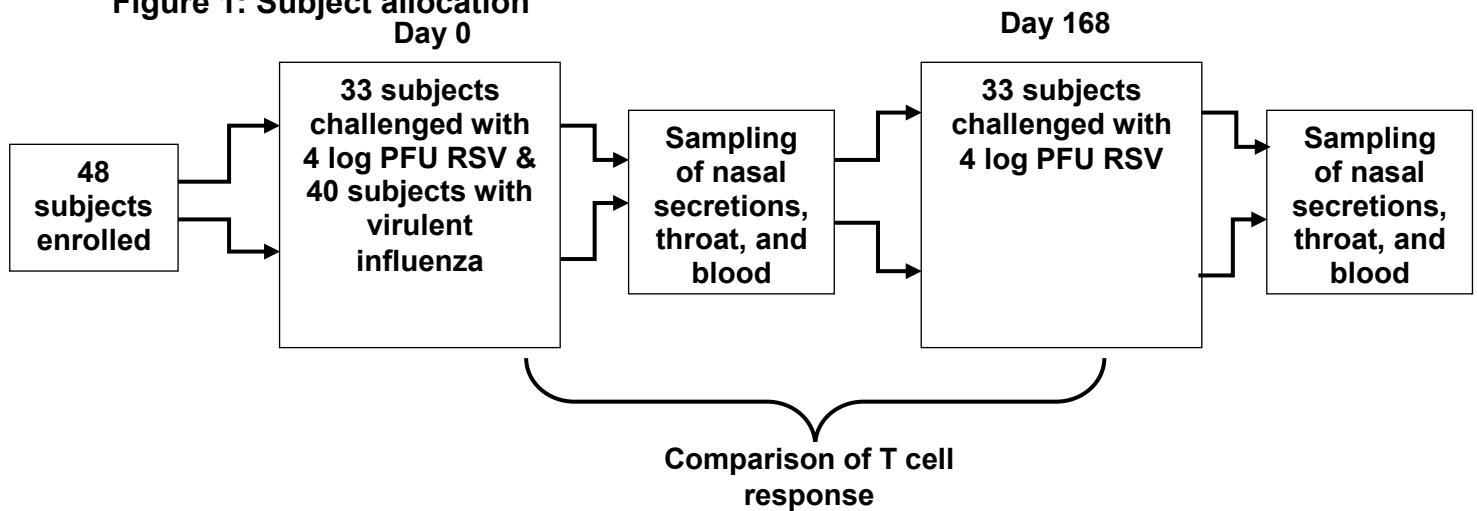 Figure 1: Subject allocation
Day 0
Day 168
48
subjects
enrolled
33 subjects
challenged with
4 log PFU RSV &
40 subjects with
virulent
influenza
Sampling
of nasal
secretions,
throat, and
blood
33 subjects
challenged with
4 log PFU RSV
Sampling
of nasal
secretions,
throat, and
blood
Comparison of T cell
response